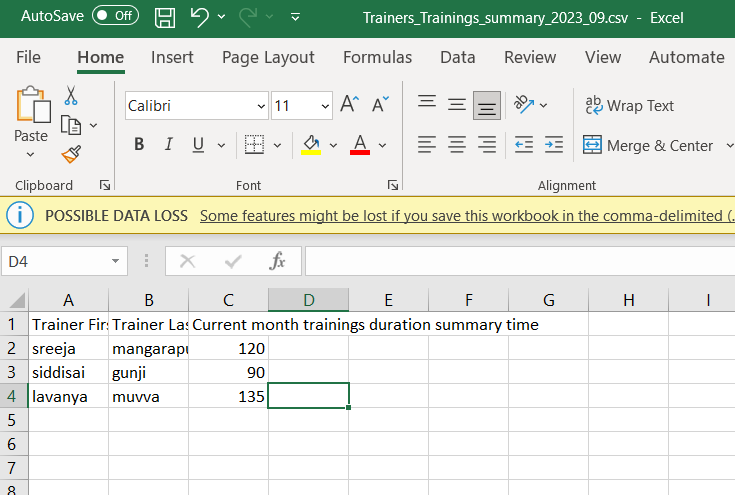 AutoSave Off Trainers_Trainings_summary_2023_09.csv - Excel
File Home Insert Page Layout Formulas Data Review View Automate
Calibri 11 A A ab Wrap Text
Paste B I U A Merge & Center
Clipboard Font Alignment
POSSIBLE DATA LOSS Some features might be lost if you save this workbook in the comma-delimited (.
D4 fx
A B C D E F G H I
1 Trainer Firs Trainer Las Current month trainings duration summary time
2 sreeja mangarapu 120
3 siddisai gunji 90
4 lavanya muvva 135
5
6
7
8